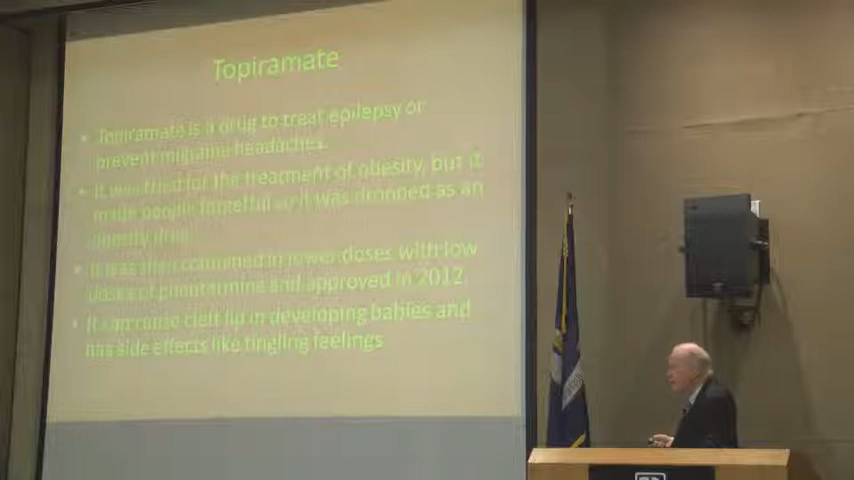 Topiramate
• Topiramate is a drug to treat epilepsy or
prevent migraine headaches.
• It was tried for the treatment of obesity, but it
made people forgetful so it was dropped as an
obesity drug.
• It was then combined in lower doses with low
doses of phentermine and approved in 2012.
• It can cause cleft lip in developing babies and
has side effects like tingling feelings